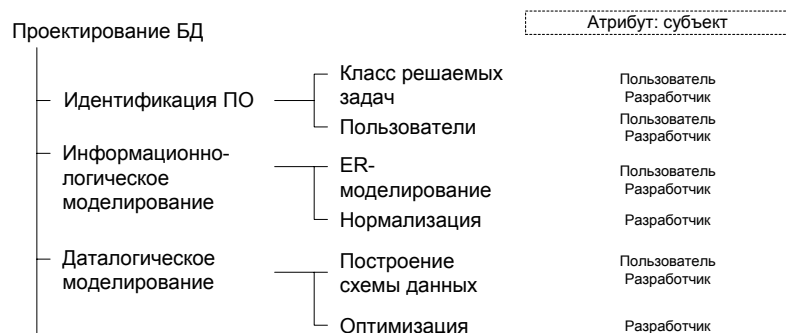 Проектирование БД
Атрибут: субъект
Идентификация ПО
Класс решаемых
задач
Пользователь
Разработчик
Пользователи
Пользователь
Разработчик
Информационно-
логическое
моделирование
ER-
моделирование
Пользователь
Разработчик
Нормализация
Разработчик
Даталогическое
моделирование
Построение
схемы данных
Пользователь
Разработчик
Оптимизация
Разработчик